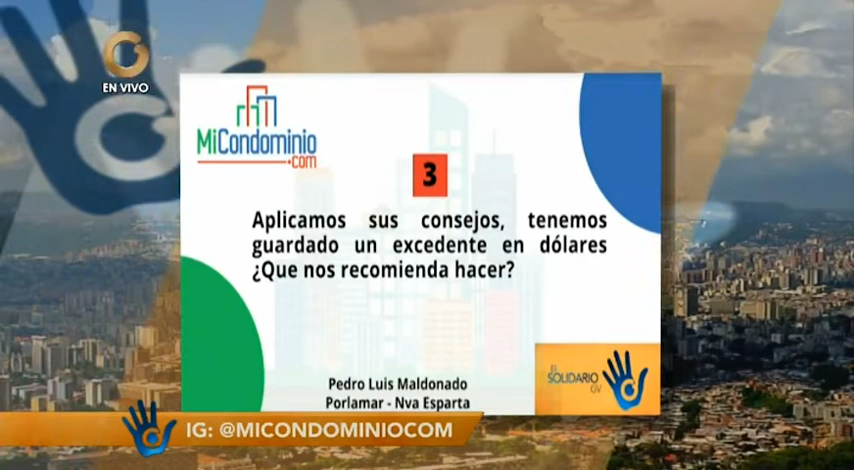 EN VIVO
MiCondominio
.com
3
Aplicamos sus consejos, tenemos
guardado un excedente en dólares
¿Que nos recomienda hacer?
Pedro Luis Maldonado
Porlamar - Nva Esparta
EL
SOLIDARIO
GV
IG: @MICONDOMINIOCOM